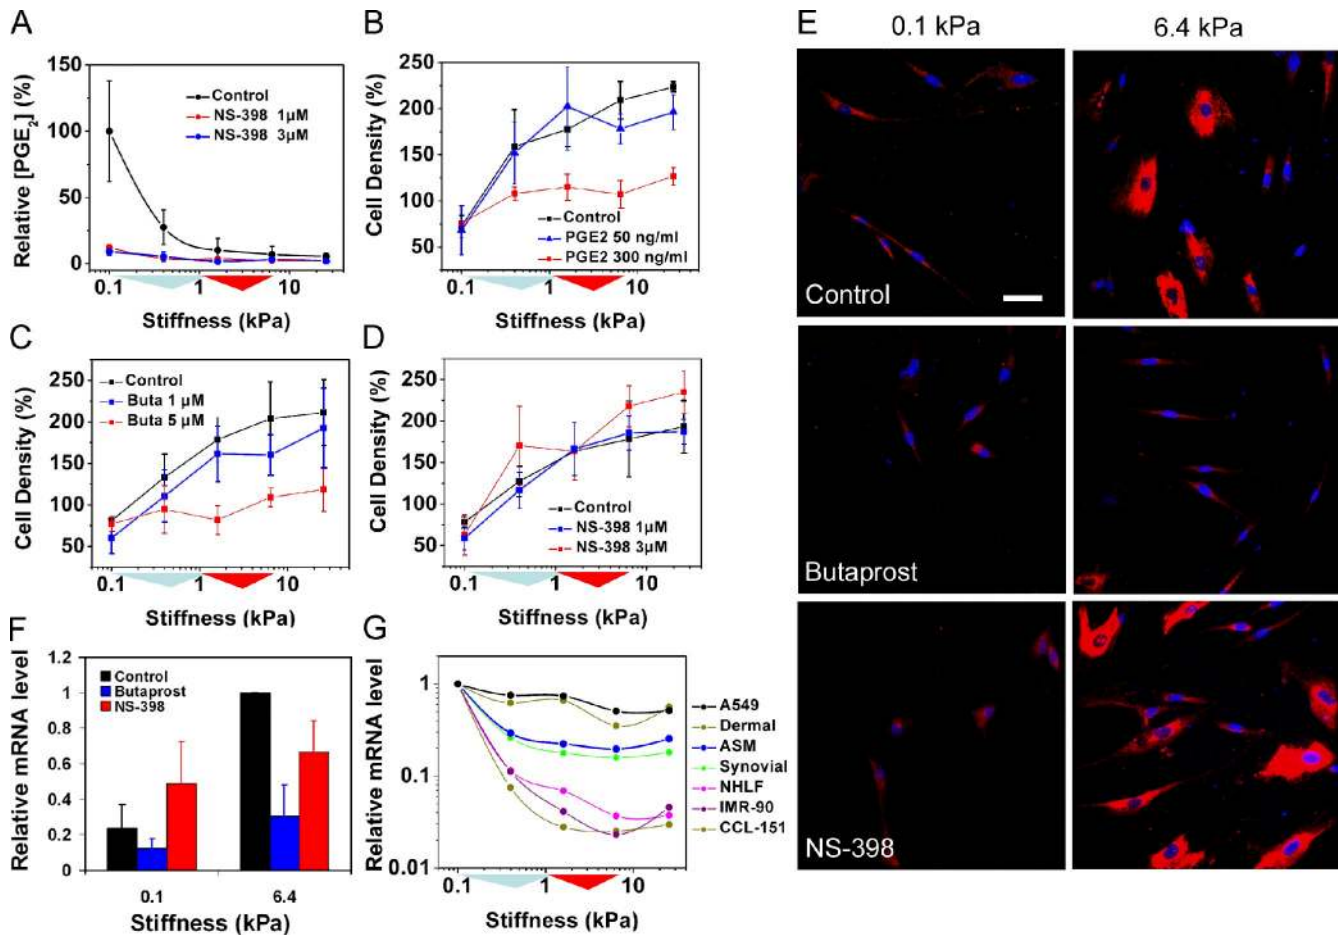 A
Relative [PGE2] (%)
150
100
50
0
Control
NS-398 1µM
NS-398 3µM
0.1 1 10
Stiffness (kPa)
B
Cell Density (%)
250
200
150
100
50
Control
PGE2 50 ng/ml
PGE2 300 ng/ml
0.1 1 10
Stiffness (kPa)
C
Cell Density (%)
250
200
150
100
50
Control
Buta 1 µM
Buta 5 µM
0.1 1 10
Stiffness (kPa)
D
Cell Density (%)
250
200
150
100
50
Control
NS-398 1µM
NS-398 3µM
0.1 1 10
Stiffness (kPa)
E
0.1 kPa 6.4 kPa
Control
Butaprost
NS-398
F
Relative mRNA level
1.2
1
0.8
0.6
0.4
0.2
0
Control
Butaprost
NS-398
0.1 6.4
Stiffness (kPa)
G
Relative mRNA level
1
0.1
0.01
A549
Dermal
ASM
Synovial
NHLF
IMR-90
CCL-151
0.1 1 10
Stiffness (kPa)